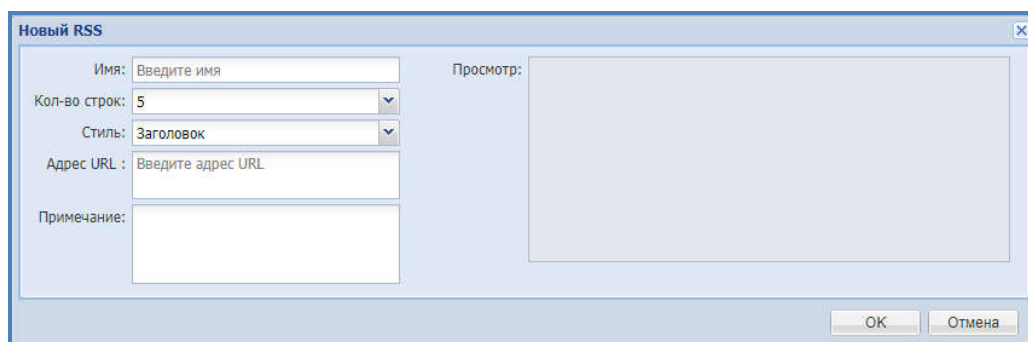 Новый RSS
Имя: Введите имя
Просмотр:
Кол-во строк: 5
Стиль: Заголовок
Адрес URL : Введите адрес URL
Примечание:
OK Отмена